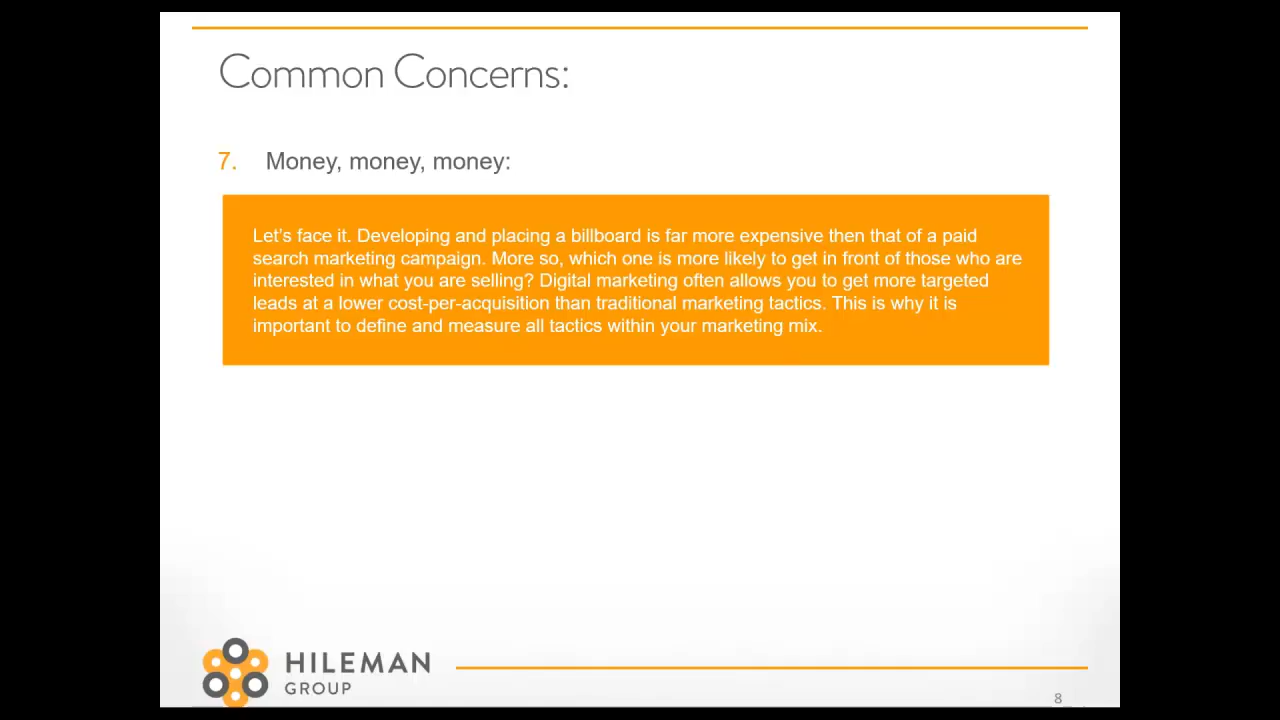 Common Concerns:
7. Money, money, money:
Let's face it. Developing and placing a billboard is far more expensive then that of a paid
search marketing campaign. More so, which one is more likely to get in front of those who are
interested in what you are selling? Digital marketing often allows you to get more targeted
leads at a lower cost-per-acquisition than traditional marketing tactics. This is why it is
important to define and measure all tactics within your marketing mix.
HILEMAN
GROUP
8